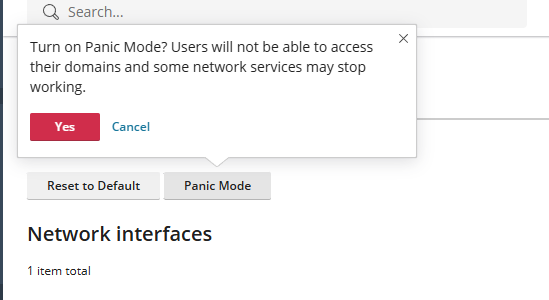 Search...
Turn on Panic Mode? Users will not be able to access
their domains and some network services may stop
working.
Yes
Cancel
Reset to Default
Panic Mode
Network interfaces
1 item total